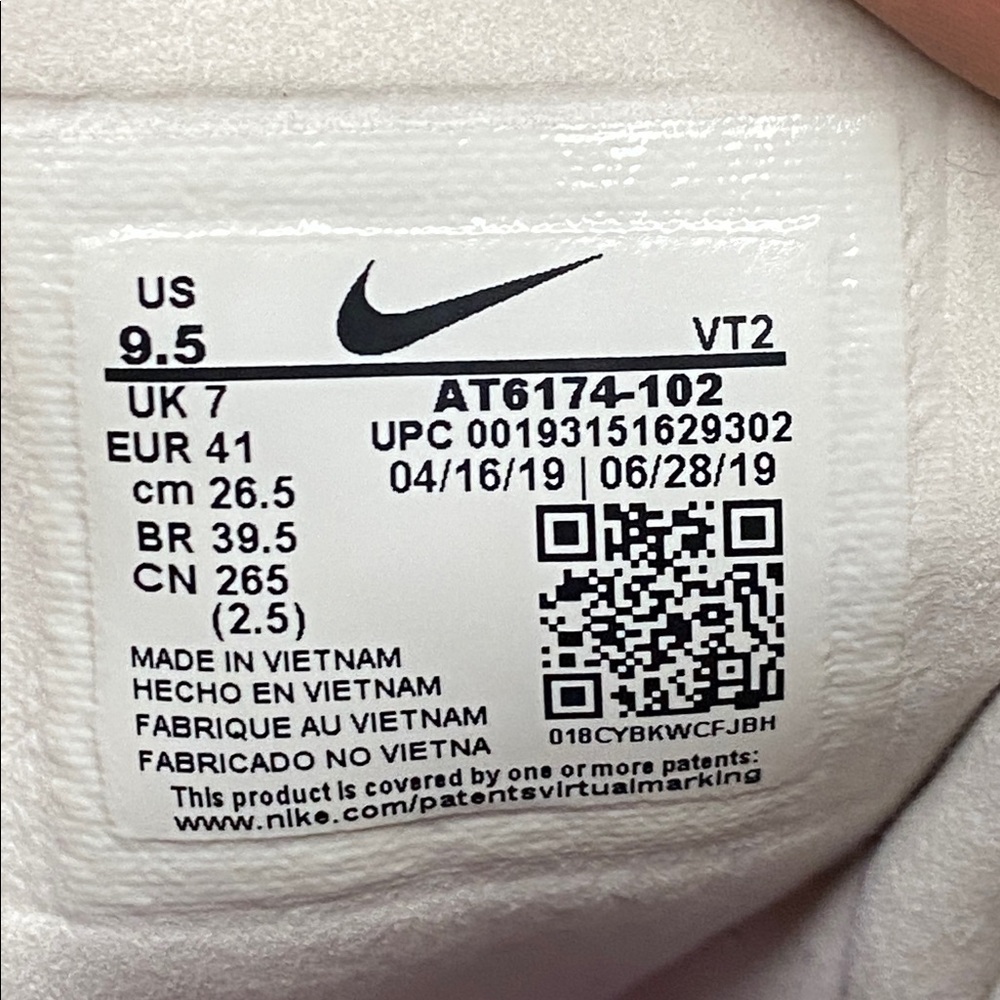 US
9.5
VT2
UK 7
AT6174-102
EUR 41
UPC 00193151629302
cm 26.5
04/16/19 | 06/28/19
BR 39.5
CN 265
(2.5)
MADE IN VIETNAM
HECHO EN VIETNAM
FABRIQUE AU VIETNAM
FABRICADO NO VIETNA
018CYBKWCFJBH
This product is covered by one or more patents:
www.nike.com/patentsvirtualmarking